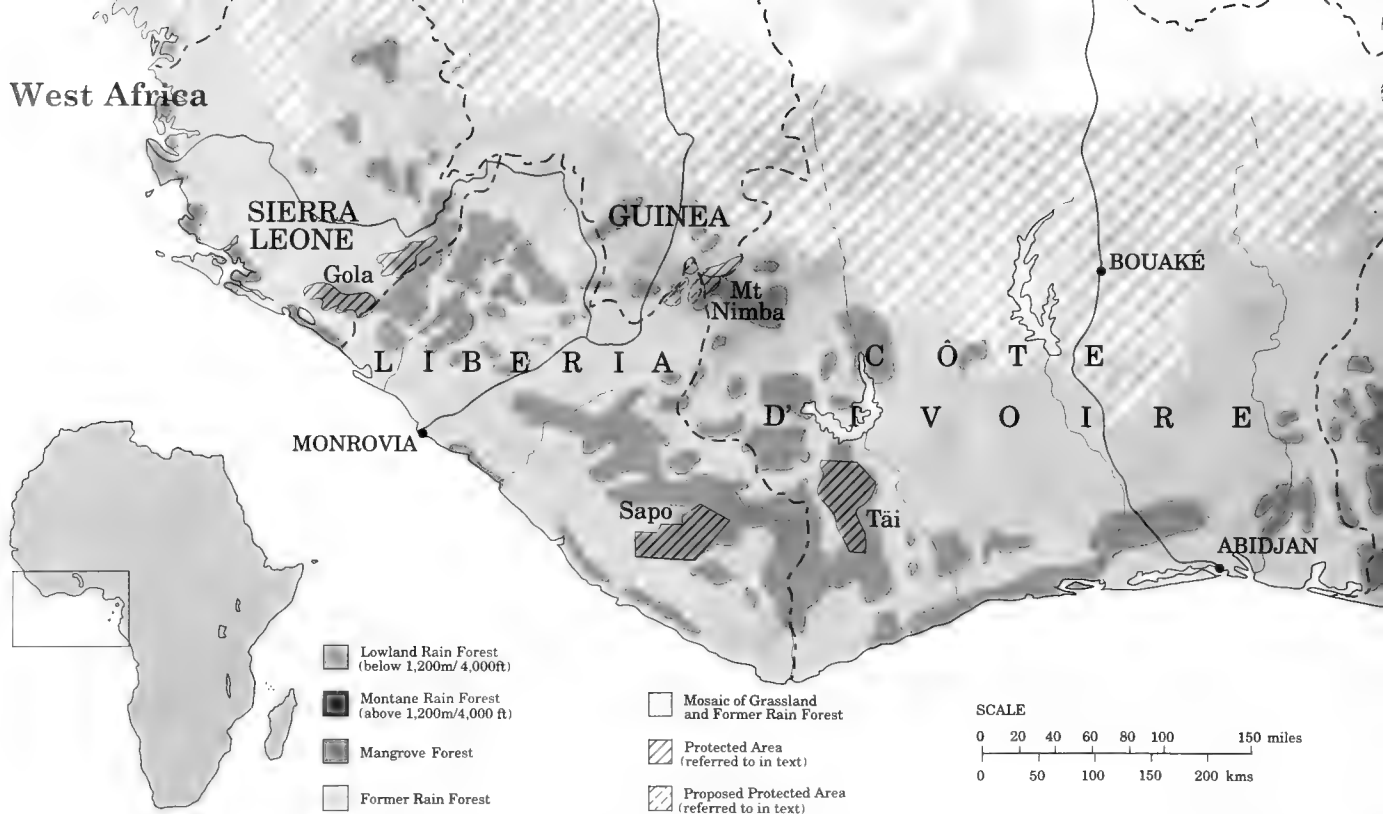 West Africa
SIERRA
LEONE
Gola
GUINEA
Mt
Nimba
BOUAKÉ
LIBERIA
CÔTE
D'IVOIRE
MONROVIA
Sapo
Täi
ABIDJAN
Lowland Rain Forest
(below 1,200m/ 4,000ft)
Montane Rain Forest
(above 1,200m/4,000 ft)
Mangrove Forest
Former Rain Forest
Mosaic of Grassland
and Former Rain Forest
Protected Area
(referred to in text)
Proposed Protected Area
(referred to in text)
SCALE
0 20 40 60 80 100 150 miles
0 50 100 150 200 kms